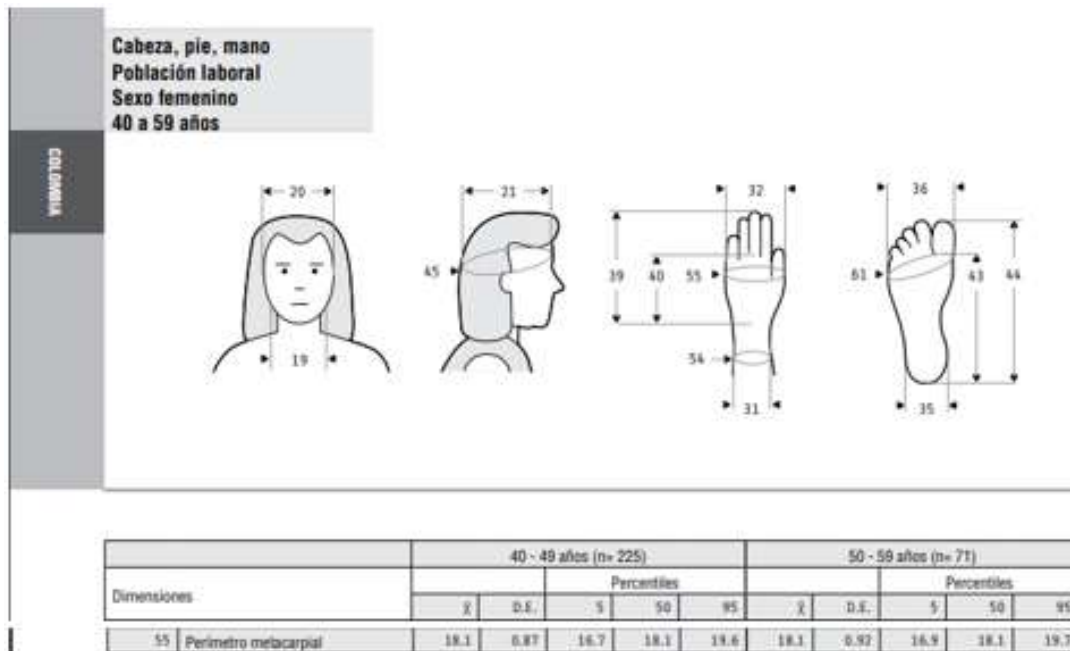 Cabeza, pie, mano
Población laboral
Sexo femenino
40 a 59 años
COLOMBIA
20 21 32 36
45 39 40 55 61 43 44
19 54
31 35
40 - 49 años (n= 225) 50 - 59 años (n= 71)
Dimensiones Percentiles Percentiles
x̄ D.E. 5 50 95 x̄ D.E. 5 50 95
55 Perímetro metacarpial 18.1 0.87 16.7 18.1 19.6 18.1 0.92 16.9 18.1 19.7